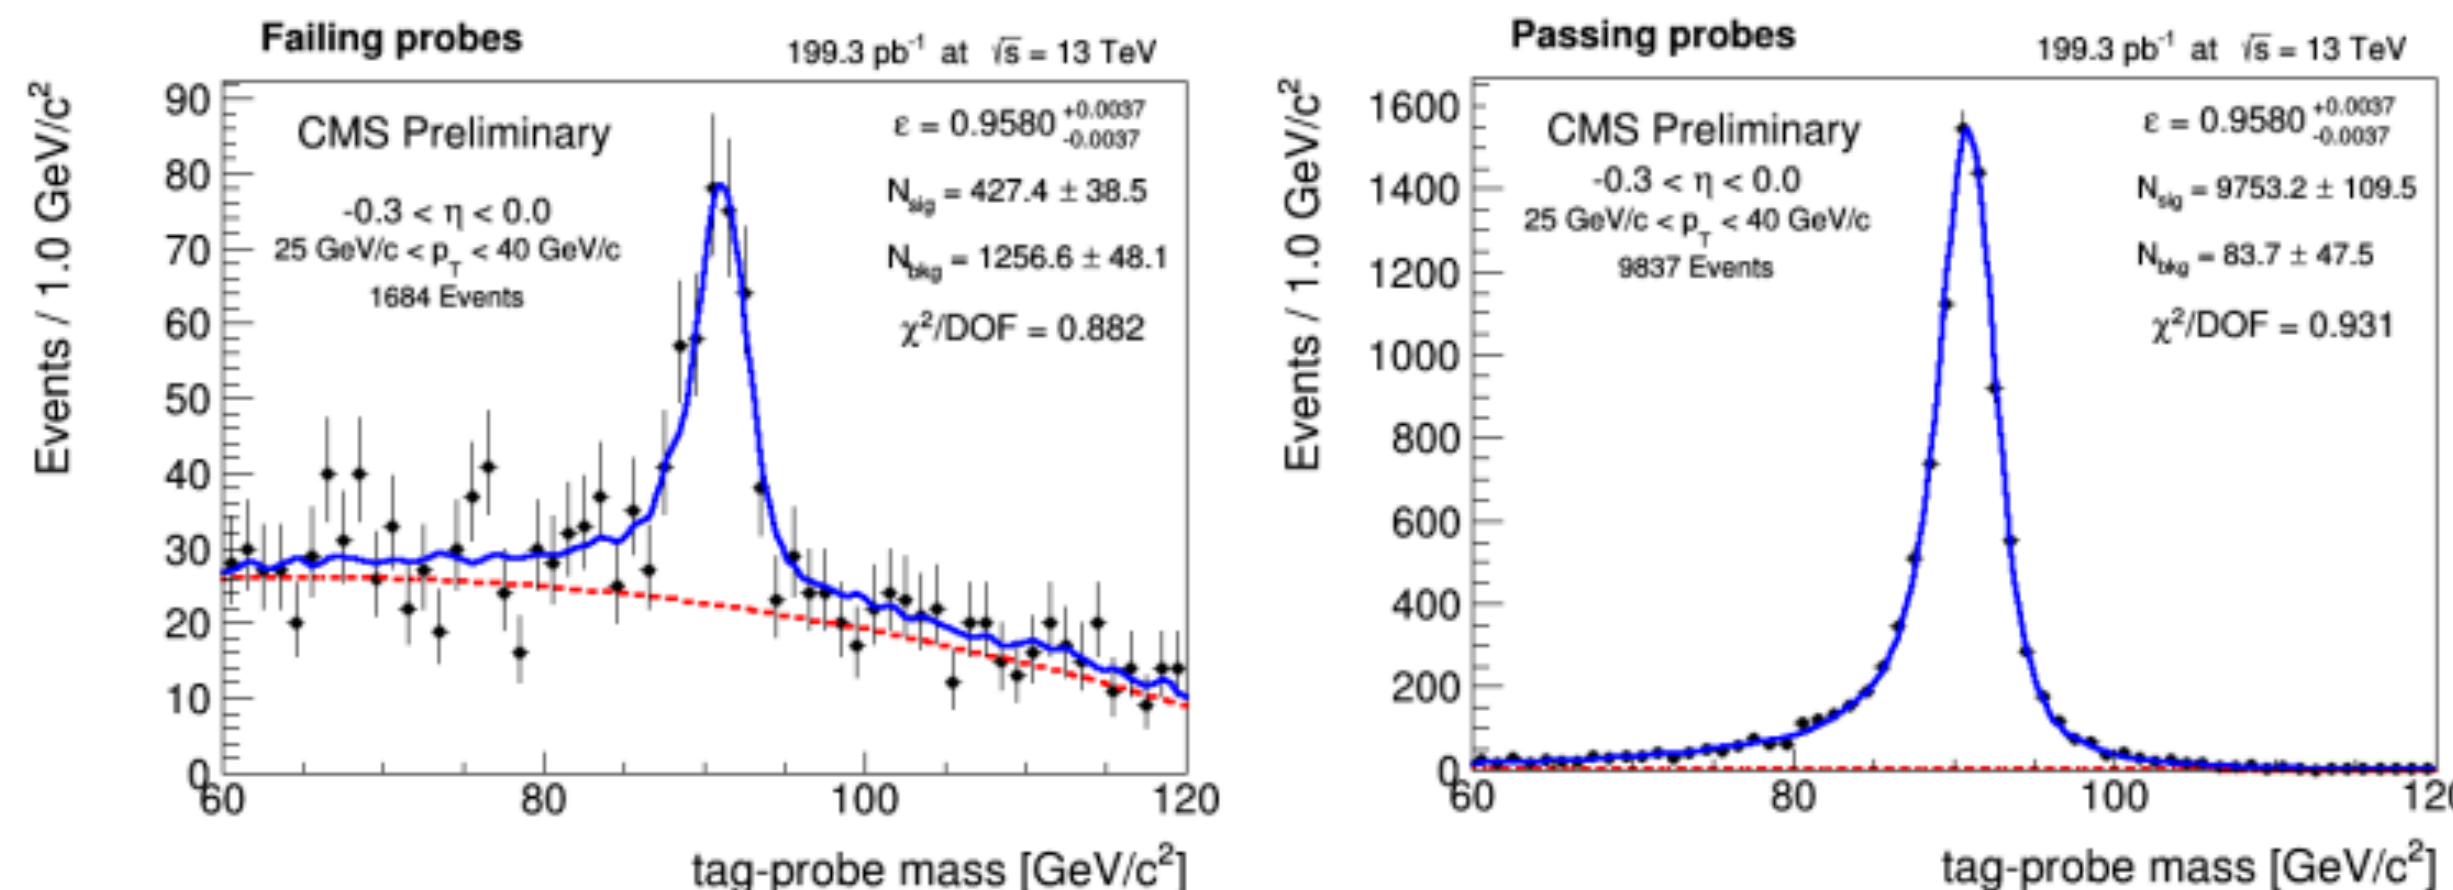 Failing probes
199.3 pb⁻¹ at √s = 13 TeV
Events / 1.0 GeV/c²
90
80
70
60
50
40
30
20
10
0
CMS Preliminary
-0.3 < η < 0.0
25 GeV/c < p_T < 40 GeV/c
1684 Events
ε = 0.9580 +0.0037 -0.0037
N_sig = 427.4 ± 38.5
N_bkg = 1256.6 ± 48.1
χ²/DOF = 0.882
60 80 100 120
tag-probe mass [GeV/c²]
Passing probes
199.3 pb⁻¹ at √s = 13 TeV
Events / 1.0 GeV/c²
1600
1400
1200
1000
800
600
400
200
0
CMS Preliminary
-0.3 < η < 0.0
25 GeV/c < p_T < 40 GeV/c
9837 Events
ε = 0.9580 +0.0037 -0.0037
N_sig = 9753.2 ± 109.5
N_bkg = 83.7 ± 47.5
χ²/DOF = 0.931
60 80 100 120
tag-probe mass [GeV/c²]